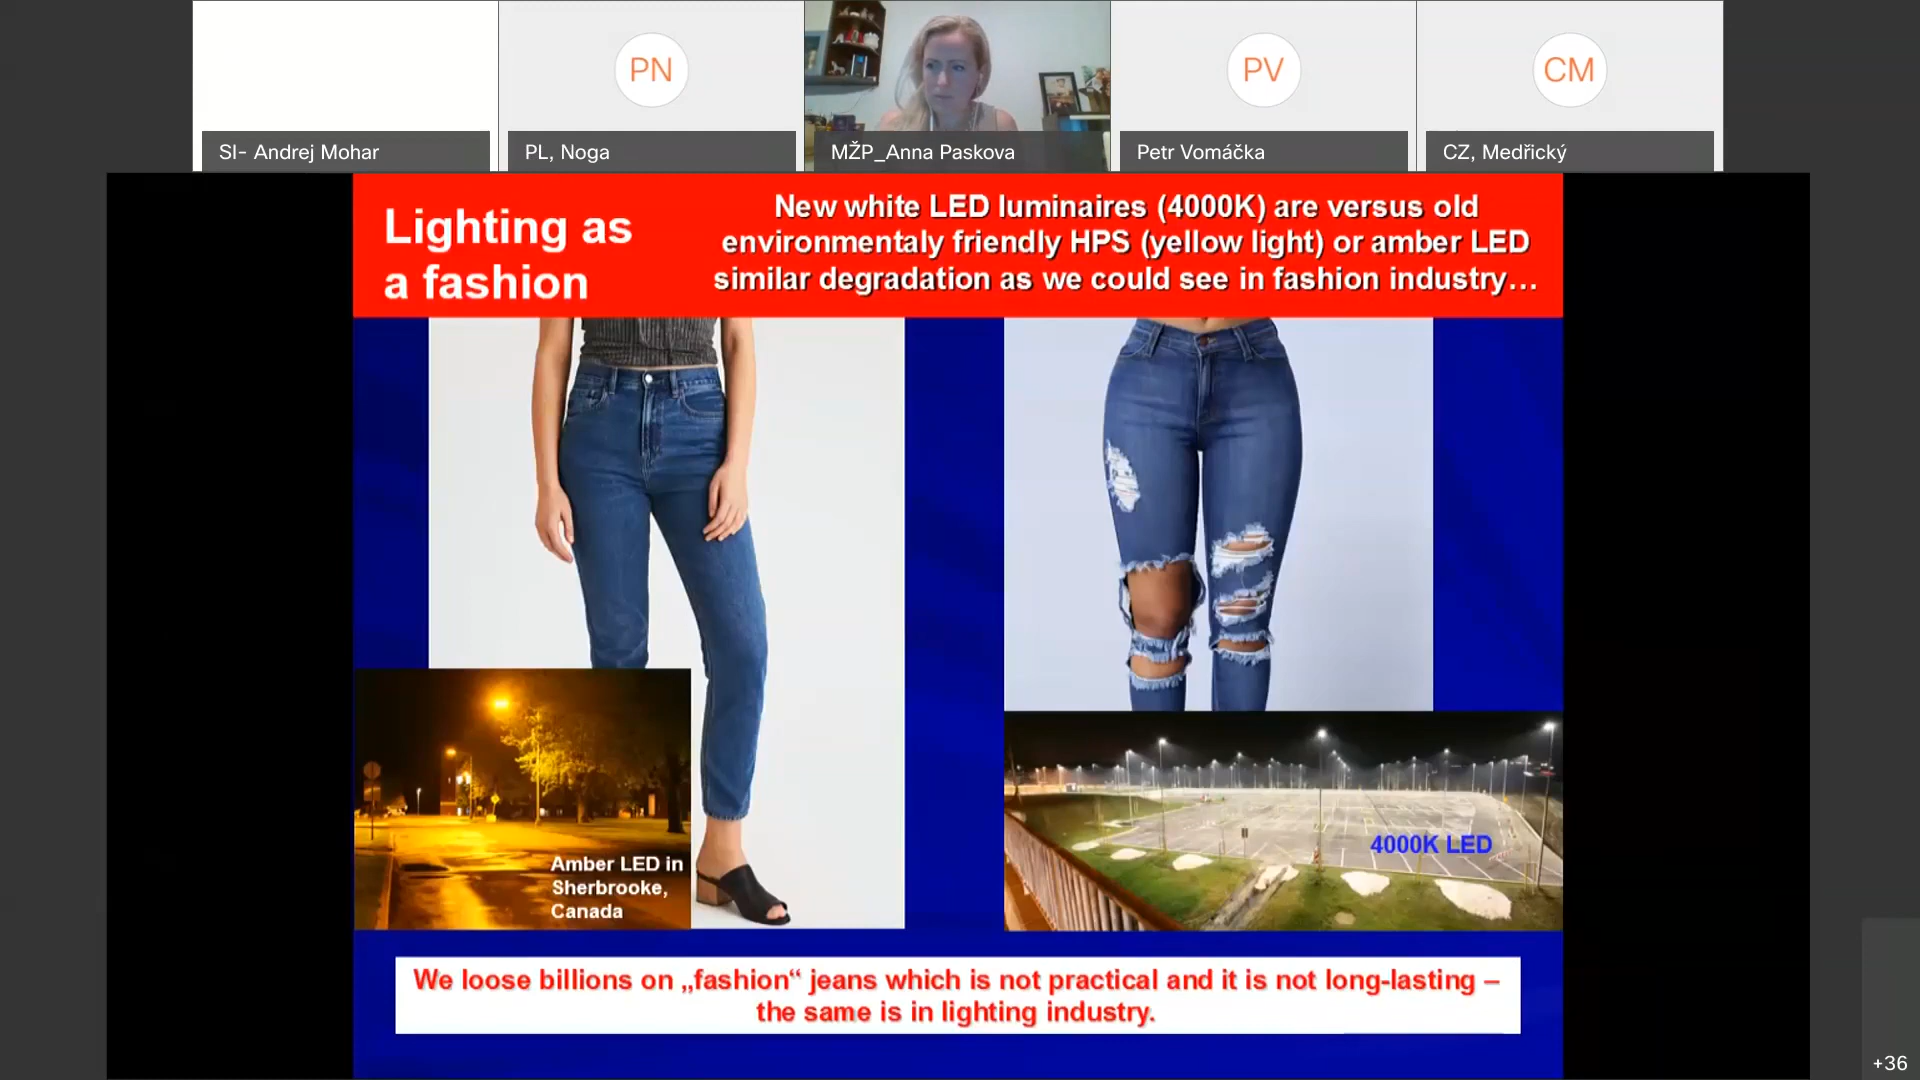 PN
PV
CM
SI- Andrej Mohar
PL, Noga
MŽP_Anna Paskova
Petr Vomáčka
CZ, Medřický
Lighting as
a fashion
New white LED luminaires (4000K) are versus old
environmentaly friendly HPS (yellow light) or amber LED
similar degradation as we could see in fashion industry...
Amber LED in
Sherbrooke,
Canada
4000K LED
We loose billions on „fashion“ jeans which is not practical and it is not long-lasting –
the same is in lighting industry.
+36